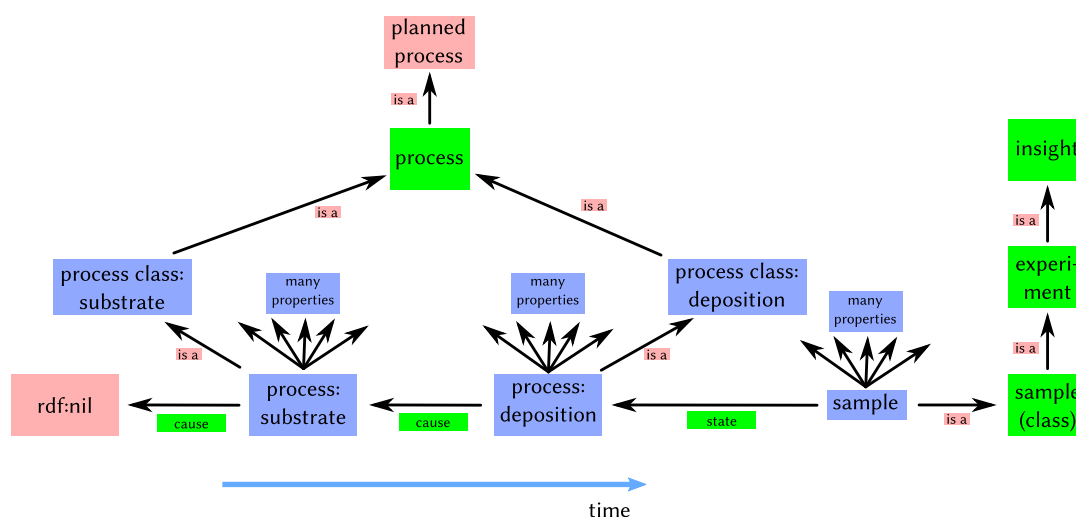 planned
process
is a
process
insight
is a
is a
is a
process class:
substrate
many
properties
many
properties
process class:
deposition
experi-
ment
many
properties
is a
is a
is a
rdf:nil
process:
substrate
process:
deposition
sample
sample
(class)
cause
cause
state
is a
time